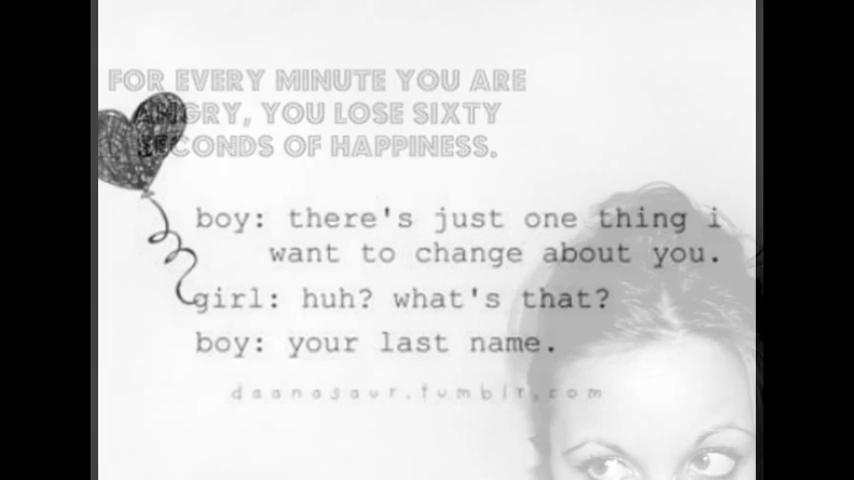 FOR EVERY MINUTE YOU ARE
ANGRY, YOU LOSE SIXTY
SECONDS OF HAPPINESS.
boy: there's just one thing i
want to change about you.
girl: huh? what's that?
boy: your last name.
daanasaur.tumblr.com